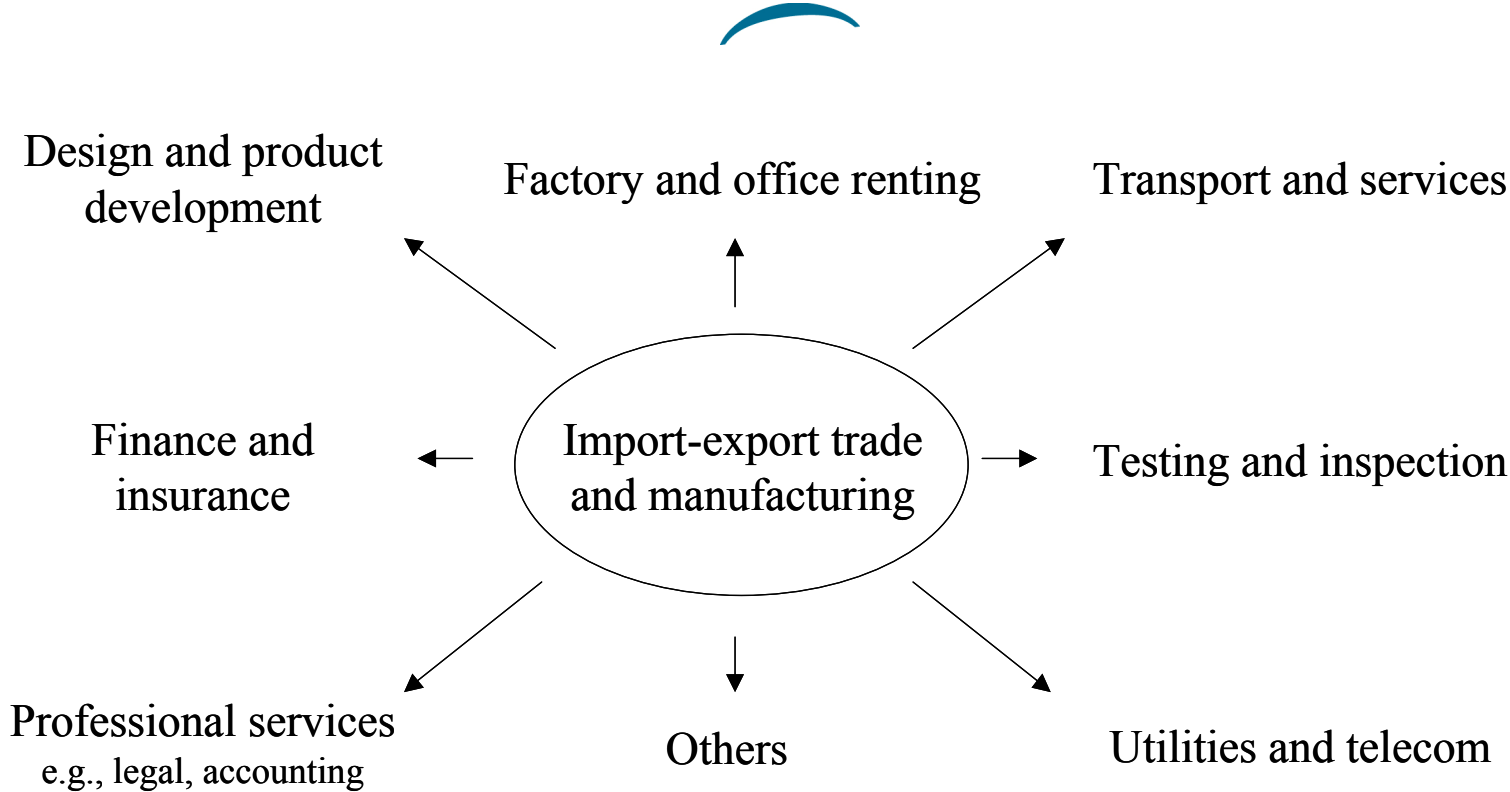 Design and product
development
Factory and office renting
Transport and services
Finance and
insurance
Import-export trade
and manufacturing
Testing and inspection
Professional services
e.g., legal, accounting
Others
Utilities and telecom